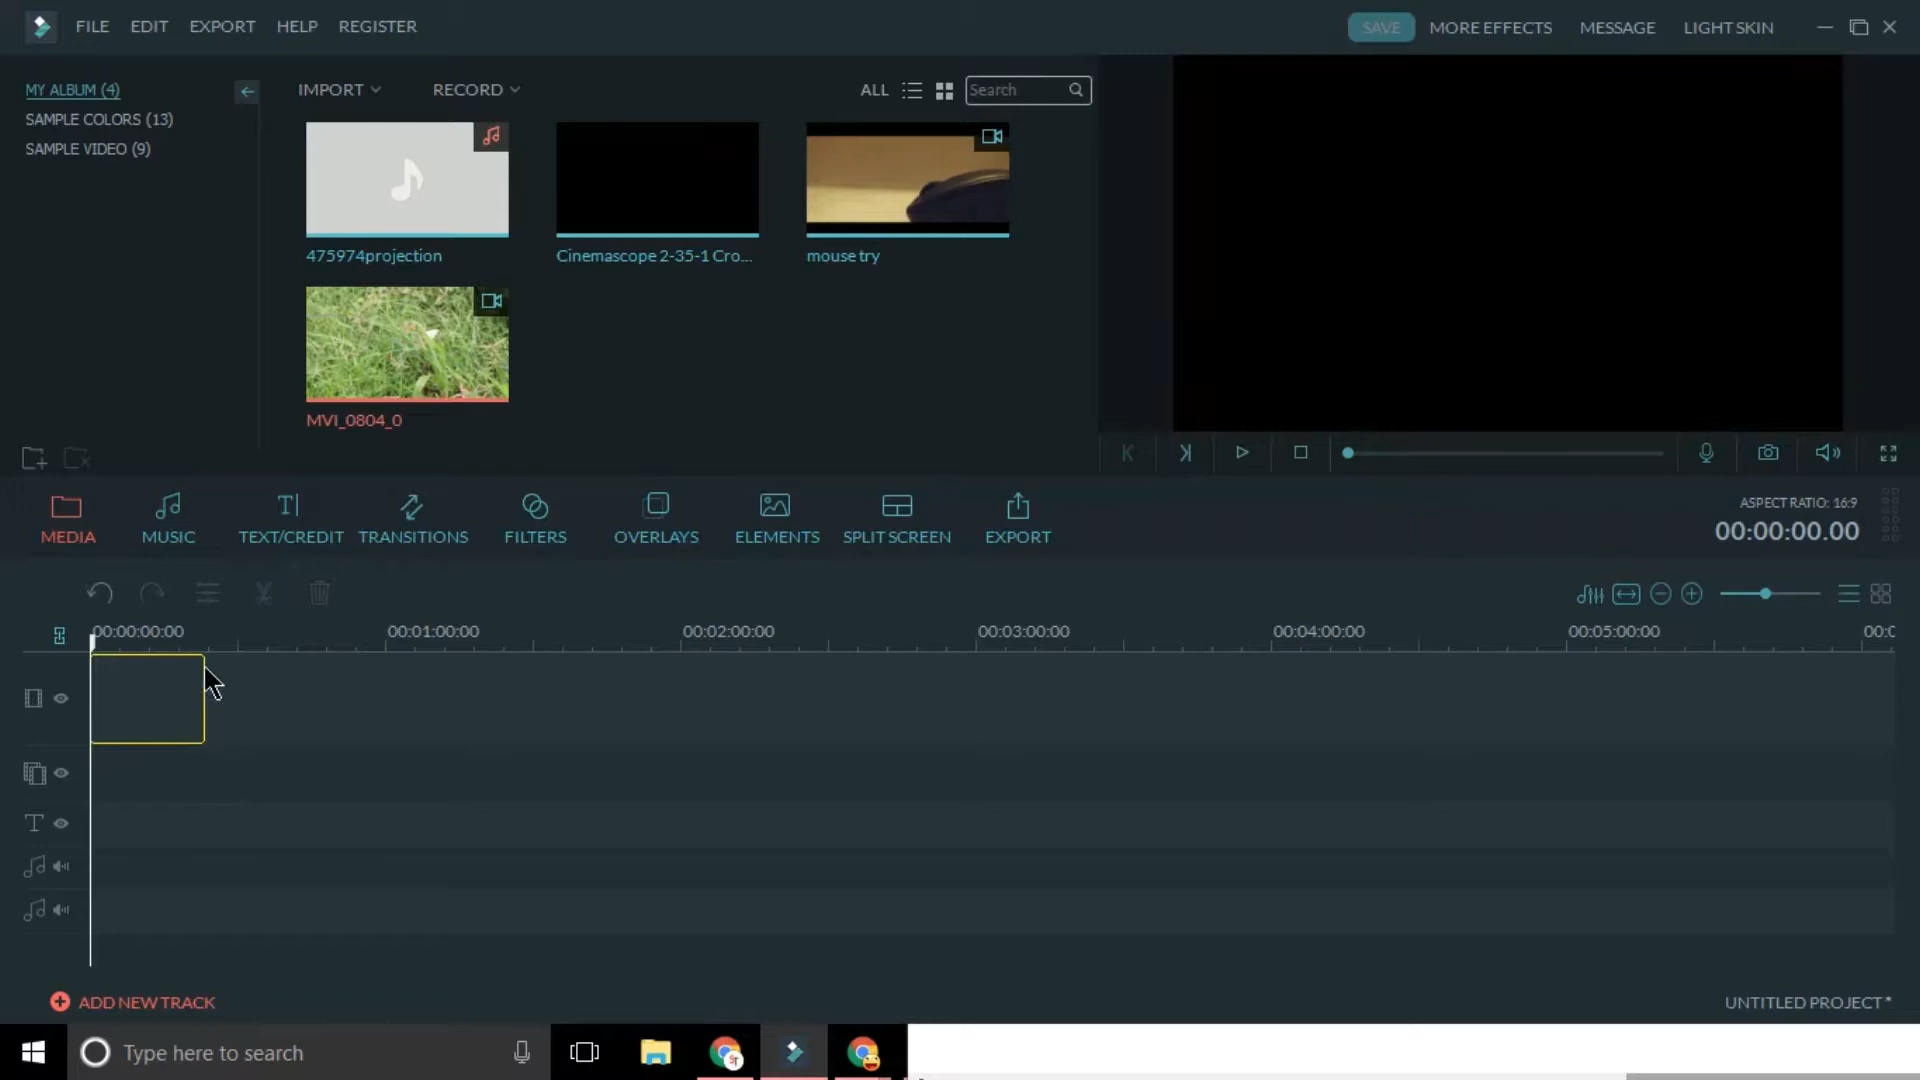 FILE EDIT EXPORT HELP REGISTER
SAVE MORE EFFECTS MESSAGE LIGHT SKIN
MY ALBUM (4)
SAMPLE COLORS (13)
SAMPLE VIDEO (9)
IMPORT RECORD ALL Search
475974projection Cinemascope 2-35-1 Cro... mouse try
MVI_0804_0
MEDIA MUSIC TEXT/CREDIT TRANSITIONS FILTERS OVERLAYS ELEMENTS SPLIT SCREEN EXPORT
ASPECT RATIO: 16:9
00:00:00.00
00:00:00:00 00:01:00:00 00:02:00:00 00:03:00:00 00:04:00:00 00:05:00:00 00:0
ADD NEW TRACK UNTITLED PROJECT *
Type here to search